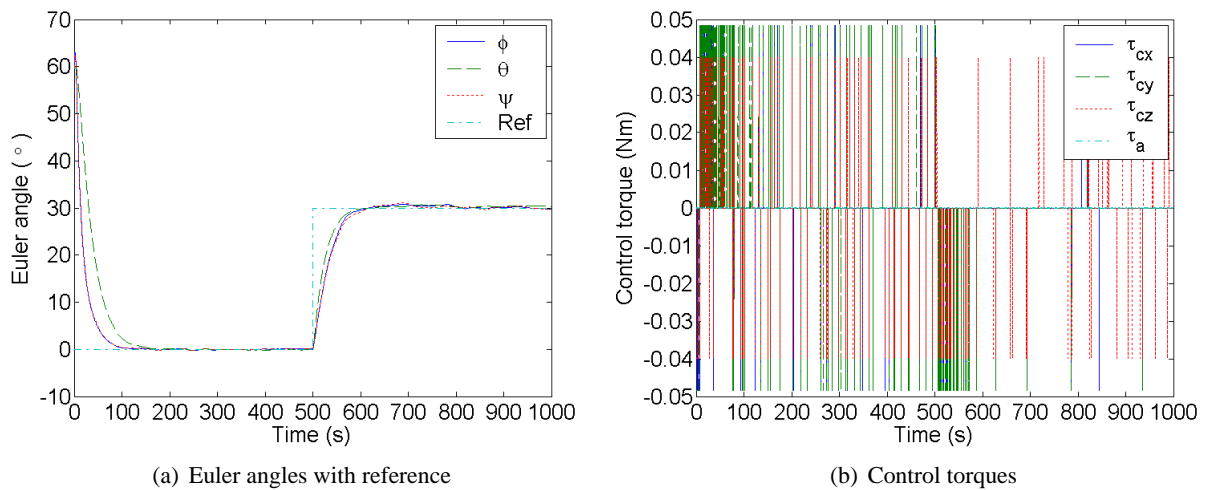 70
60
50
40
30
20
10
0
-10
0 100 200 300 400 500 600 700 800 900 1000
Euler angle (°)
Time (s)
ϕ
θ
ψ
Ref
(a) Euler angles with reference
0.05
0.04
0.03
0.02
0.01
0
-0.01
-0.02
-0.03
-0.04
-0.05
0 100 200 300 400 500 600 700 800 900 1000
Control torque (Nm)
Time (s)
τcx
τcy
τcz
τa
(b) Control torques